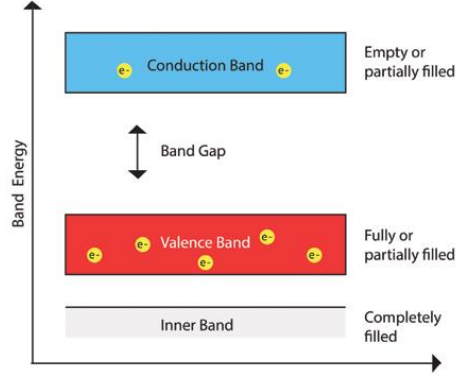 Band Energy
e- Conduction Band e-
Empty or
partially filled
Band Gap
e- e- Valence Band e- e- e-
Fully or
partially filled
Inner Band
Completely
filled